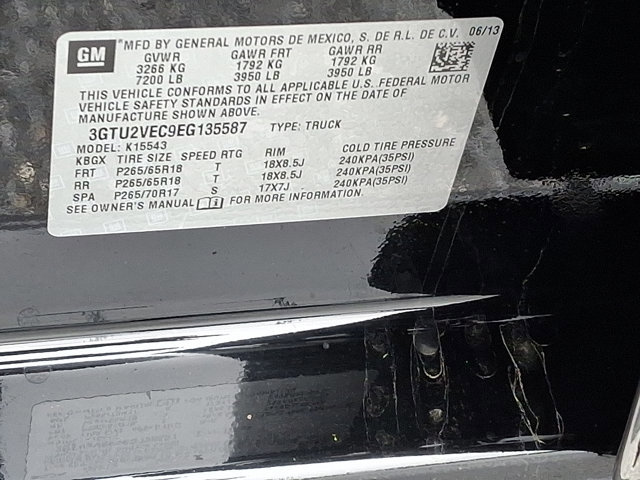 GM *MFD BY GENERAL MOTORS DE MEXICO, S. DE R.L. DE C.V. 06/13
GVWR GAWR FRT GAWR RR
3266 KG 1792 KG 1792 KG
7200 LB 3950 LB 3950 LB
THIS VEHICLE CONFORMS TO ALL APPLICABLE U.S. FEDERAL MOTOR
VEHICLE SAFETY STANDARDS IN EFFECT ON THE DATE OF
MANUFACTURE SHOWN ABOVE.
3GTU2VEC9EG135587 TYPE: TRUCK
MODEL: K15543
KBGX TIRE SIZE SPEED RTG RIM COLD TIRE PRESSURE
FRT P265/65R18 T 18X8.5J 240KPA(35PSI)
RR P265/65R18 T 18X8.5J 240KPA(35PSI)
SPA P265/70R17 S 17X7J 240KPA(35PSI)
SEE OWNER'S MANUAL FOR MORE INFORMATION.